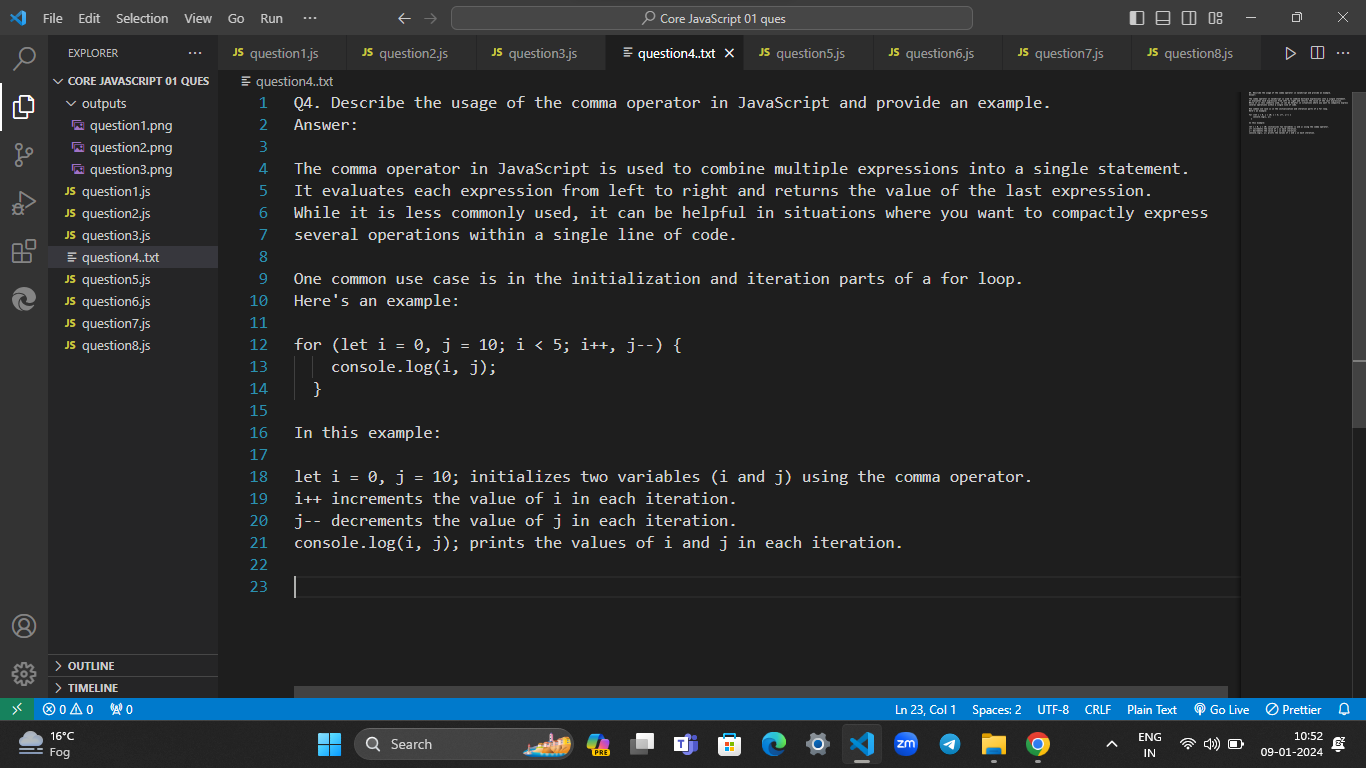 File Edit Selection View Go Run ··· Core JavaScript 01 ques
EXPLORER ···
CORE JAVASCRIPT 01 QUES
outputs
question1.png
question2.png
question3.png
JS question1.js
JS question2.js
JS question3.js
question4..txt
JS question5.js
JS question6.js
JS question7.js
JS question8.js
OUTLINE
TIMELINE
JS question1.js JS question2.js JS question3.js question4..txt JS question5.js JS question6.js JS question7.js JS question8.js ···
question4..txt
1 Q4. Describe the usage of the comma operator in JavaScript and provide an example.
2 Answer:
3
4 The comma operator in JavaScript is used to combine multiple expressions into a single statement.
5 It evaluates each expression from left to right and returns the value of the last expression.
6 While it is less commonly used, it can be helpful in situations where you want to compactly express
7 several operations within a single line of code.
8
9 One common use case is in the initialization and iteration parts of a for loop.
10 Here's an example:
11
12 for (let i = 0, j = 10; i < 5; i++, j--) {
13 console.log(i, j);
14 }
15
16 In this example:
17
18 let i = 0, j = 10; initializes two variables (i and j) using the comma operator.
19 i++ increments the value of i in each iteration.
20 j-- decrements the value of j in each iteration.
21 console.log(i, j); prints the values of i and j in each iteration.
22
23
0 0 0 Ln 23, Col 1 Spaces: 2 UTF-8 CRLF Plain Text Go Live Prettier
16°C
Fog
Search
PRE
zm
ENG
IN
10:52
09-01-2024